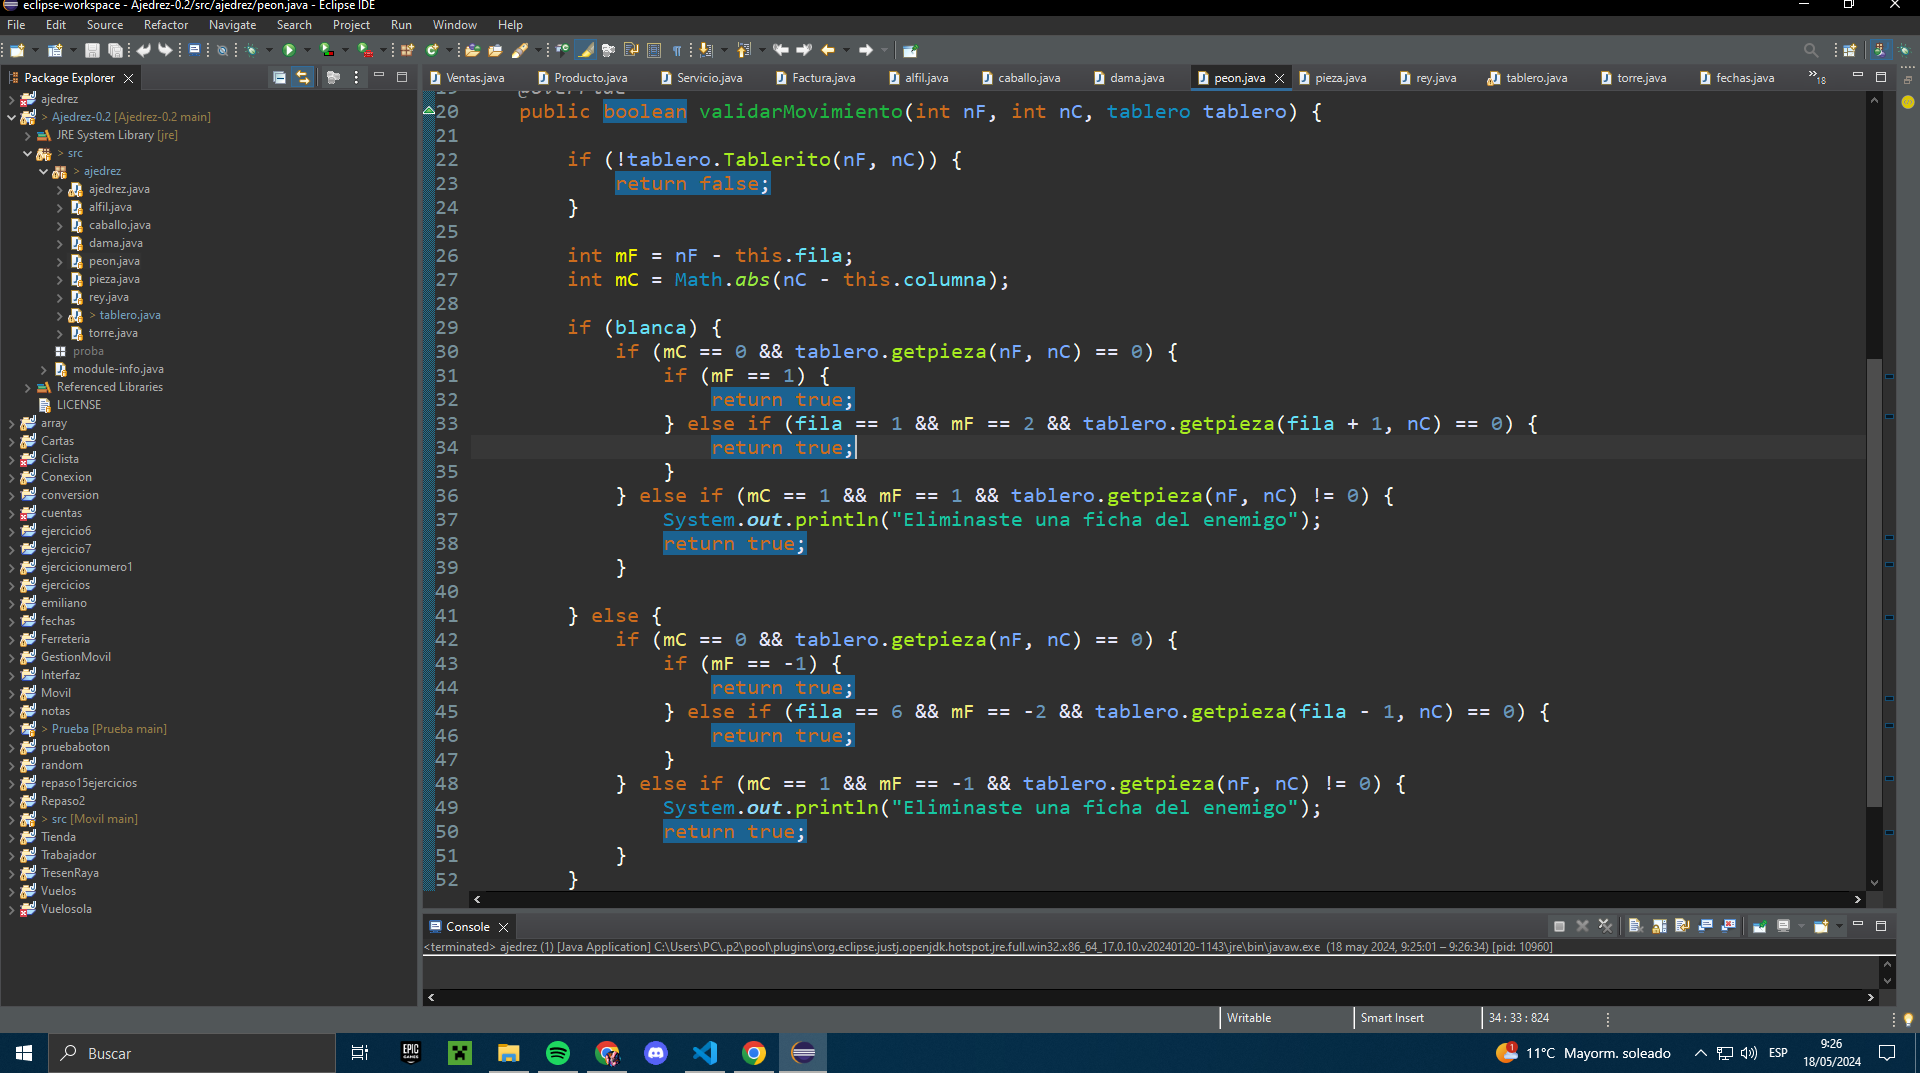 eclipse-workspace - Ajedrez-0.2/src/ajedrez/peon.java - Eclipse IDE
File Edit Source Refactor Navigate Search Project Run Window Help
Package Explorer
Ventas.java Producto.java Servicio.java Factura.java alfil.java caballo.java dama.java peon.java pieza.java rey.java tablero.java torre.java fechas.java »18
ajedrez
> Ajedrez-0.2 [Ajedrez-0.2 main]
JRE System Library [jre]
> src
> ajedrez
ajedrez.java
alfil.java
caballo.java
dama.java
peon.java
pieza.java
rey.java
> tablero.java
torre.java
proba
module-info.java
Referenced Libraries
LICENSE
array
Cartas
Ciclista
Conexion
conversion
cuentas
ejercicio6
ejercicio7
ejercicionumero1
ejercicios
emiliano
fechas
Ferreteria
GestionMovil
Interfaz
Movil
notas
> Prueba [Prueba main]
pruebaboton
random
repaso15ejercicios
Repaso2
> src [Movil main]
Tienda
Trabajador
TresenRaya
Vuelos
Vuelosola
19 @Override
20 public boolean validarMovimiento(int nF, int nC, tablero tablero) {
21
22 if (!tablero.Tablerito(nF, nC)) {
23 return false;
24 }
25
26 int mF = nF - this.fila;
27 int mC = Math.abs(nC - this.columna);
28
29 if (blanca) {
30 if (mC == 0 && tablero.getpieza(nF, nC) == 0) {
31 if (mF == 1) {
32 return true;
33 } else if (fila == 1 && mF == 2 && tablero.getpieza(fila + 1, nC) == 0) {
34 return true;
35 }
36 } else if (mC == 1 && mF == 1 && tablero.getpieza(nF, nC) != 0) {
37 System.out.println("Eliminaste una ficha del enemigo");
38 return true;
39 }
40
41 } else {
42 if (mC == 0 && tablero.getpieza(nF, nC) == 0) {
43 if (mF == -1) {
44 return true;
45 } else if (fila == 6 && mF == -2 && tablero.getpieza(fila - 1, nC) == 0) {
46 return true;
47 }
48 } else if (mC == 1 && mF == -1 && tablero.getpieza(nF, nC) != 0) {
49 System.out.println("Eliminaste una ficha del enemigo");
50 return true;
51 }
52 }
Console
<terminated> ajedrez (1) [Java Application] C:\Users\PC\.p2\pool\plugins\org.eclipse.justj.openjdk.hotspot.jre.full.win32.x86_64_17.0.10.v20240120-1143\jre\bin\javaw.exe (18 may 2024, 9:25:01 – 9:26:34) [pid: 10960]
Writable Smart Insert 34 : 33 : 824
Buscar
EPIC GAMES
1
11°C Mayorm. soleado
ESP
9:26
18/05/2024